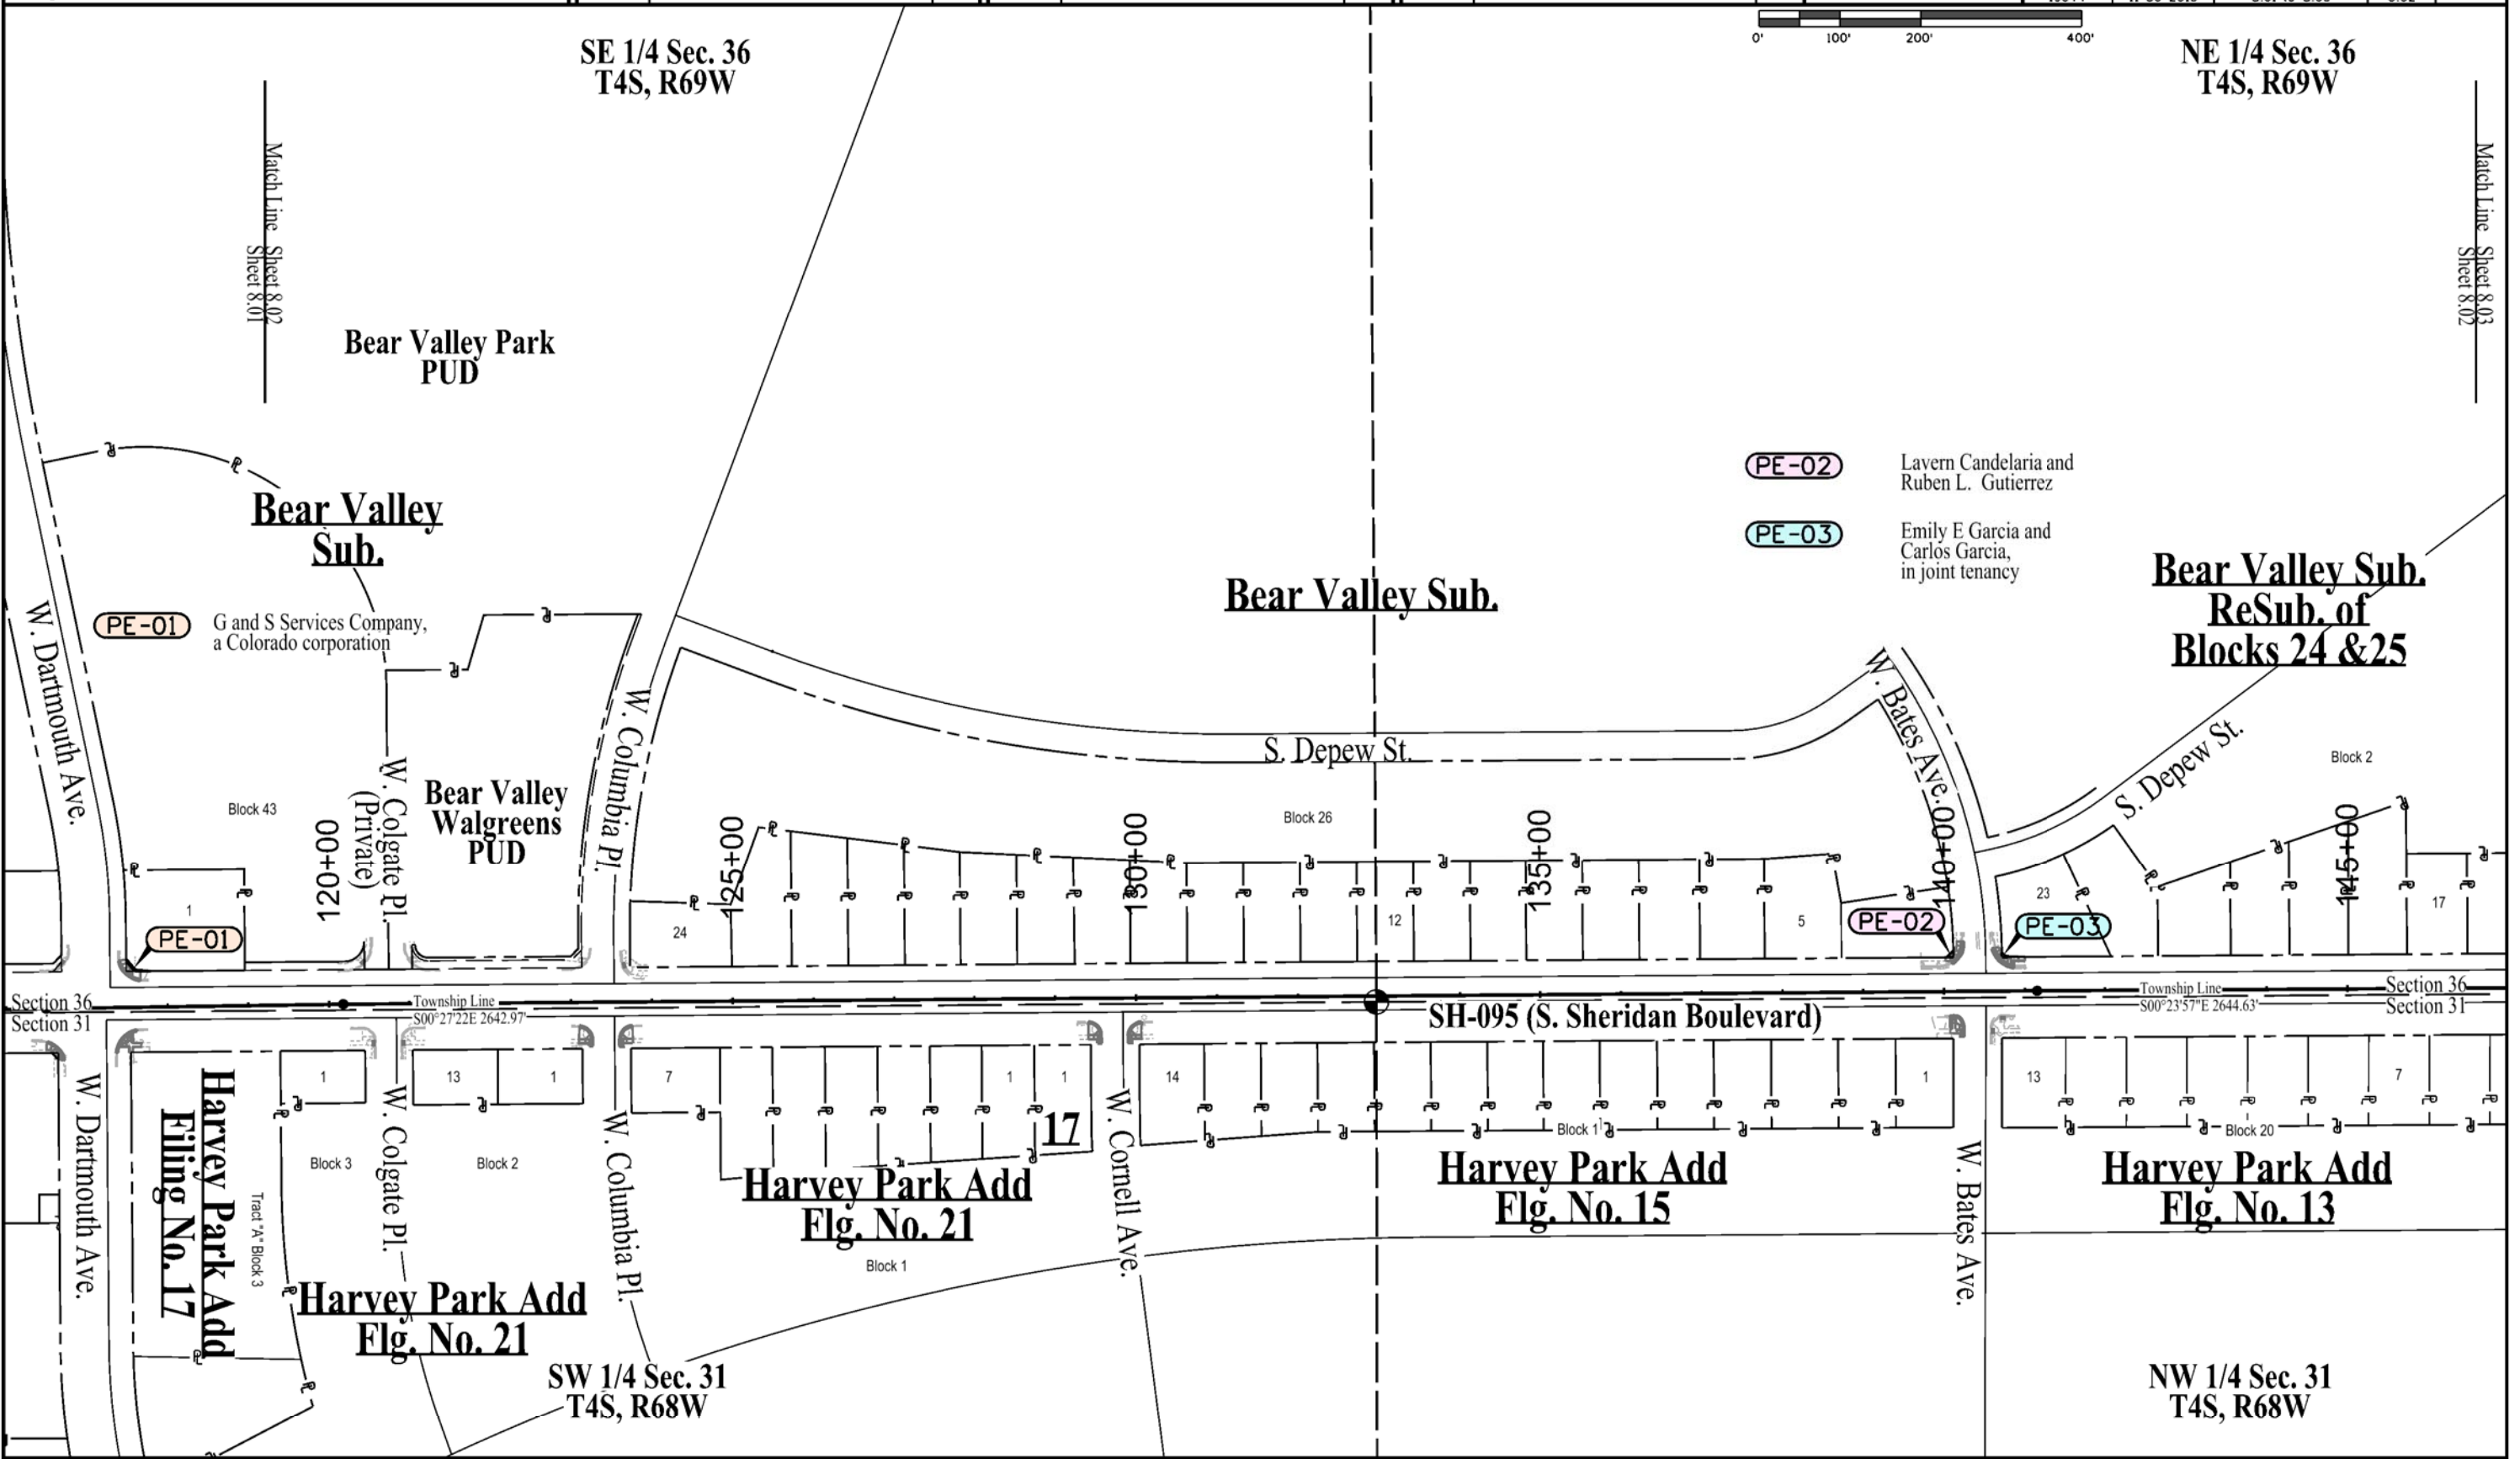 0' 100' 200' 400'
SE 1/4 Sec. 36
T4S, R69W
NE 1/4 Sec. 36
T4S, R69W
Match Line Sheet 8.02
Sheet 8.01
Match Line Sheet 8.03
Sheet 8.02
Bear Valley Park
PUD
Bear Valley
Sub.
PE-01
G and S Services Company,
a Colorado corporation
PE-02
Lavern Candelaria and
Ruben L. Gutierrez
PE-03
Emily E Garcia and
Carlos Garcia,
in joint tenancy
Bear Valley Sub.
Bear Valley Sub.
ReSub. of
Blocks 24 &25
W. Dartmouth Ave.
W. Colgate Pl.
(Private)
Bear Valley
Walgreens
PUD
W. Columbia Pl.
S. Depew St.
W. Bates Ave.
S. Depew St.
Block 43
Block 26
Block 2
120+00
125+00
130+00
135+00
140+00
145+00
1
24
12
5
23
17
PE-01
PE-02
PE-03
Section 36
Section 31
Township Line
S00°27'22"E 2642.97'
SH-095 (S. Sheridan Boulevard)
Township Line
S00°23'57"E 2644.63'
Section 36
Section 31
1
13
1
7
1
1
14
1
13
7
17
W. Dartmouth Ave.
Harvey Park Add
Filing No. 17
Tract "A" Block 3
Block 3
W. Colgate Pl.
Block 2
W. Columbia Pl.
Harvey Park Add
Flg. No. 21
Block 1
W. Cornell Ave.
Block 1
Harvey Park Add
Flg. No. 15
W. Bates Ave.
Block 20
Harvey Park Add
Flg. No. 13
Harvey Park Add
Flg. No. 21
SW 1/4 Sec. 31
T4S, R68W
NW 1/4 Sec. 31
T4S, R68W